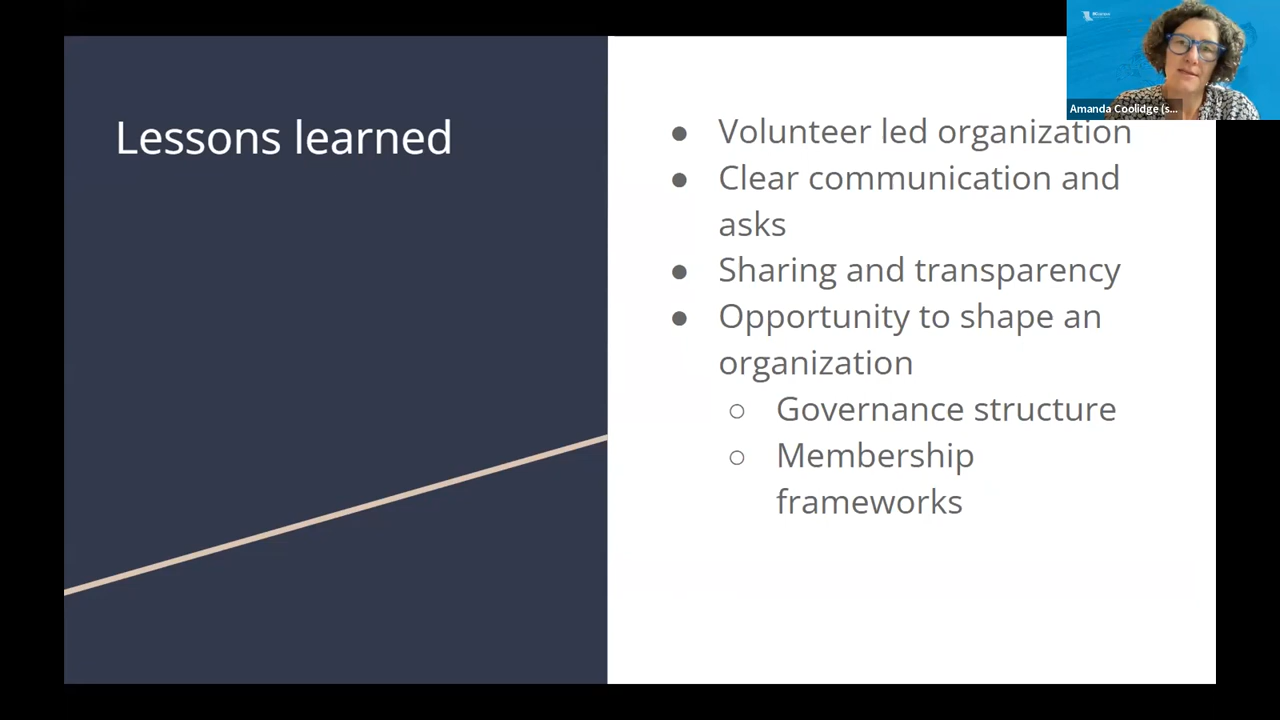 Lessons learned
● Volunteer led organization
● Clear communication and
asks
● Sharing and transparency
● Opportunity to shape an
organization
○ Governance structure
○ Membership
frameworks
Amanda Coolidge (s...